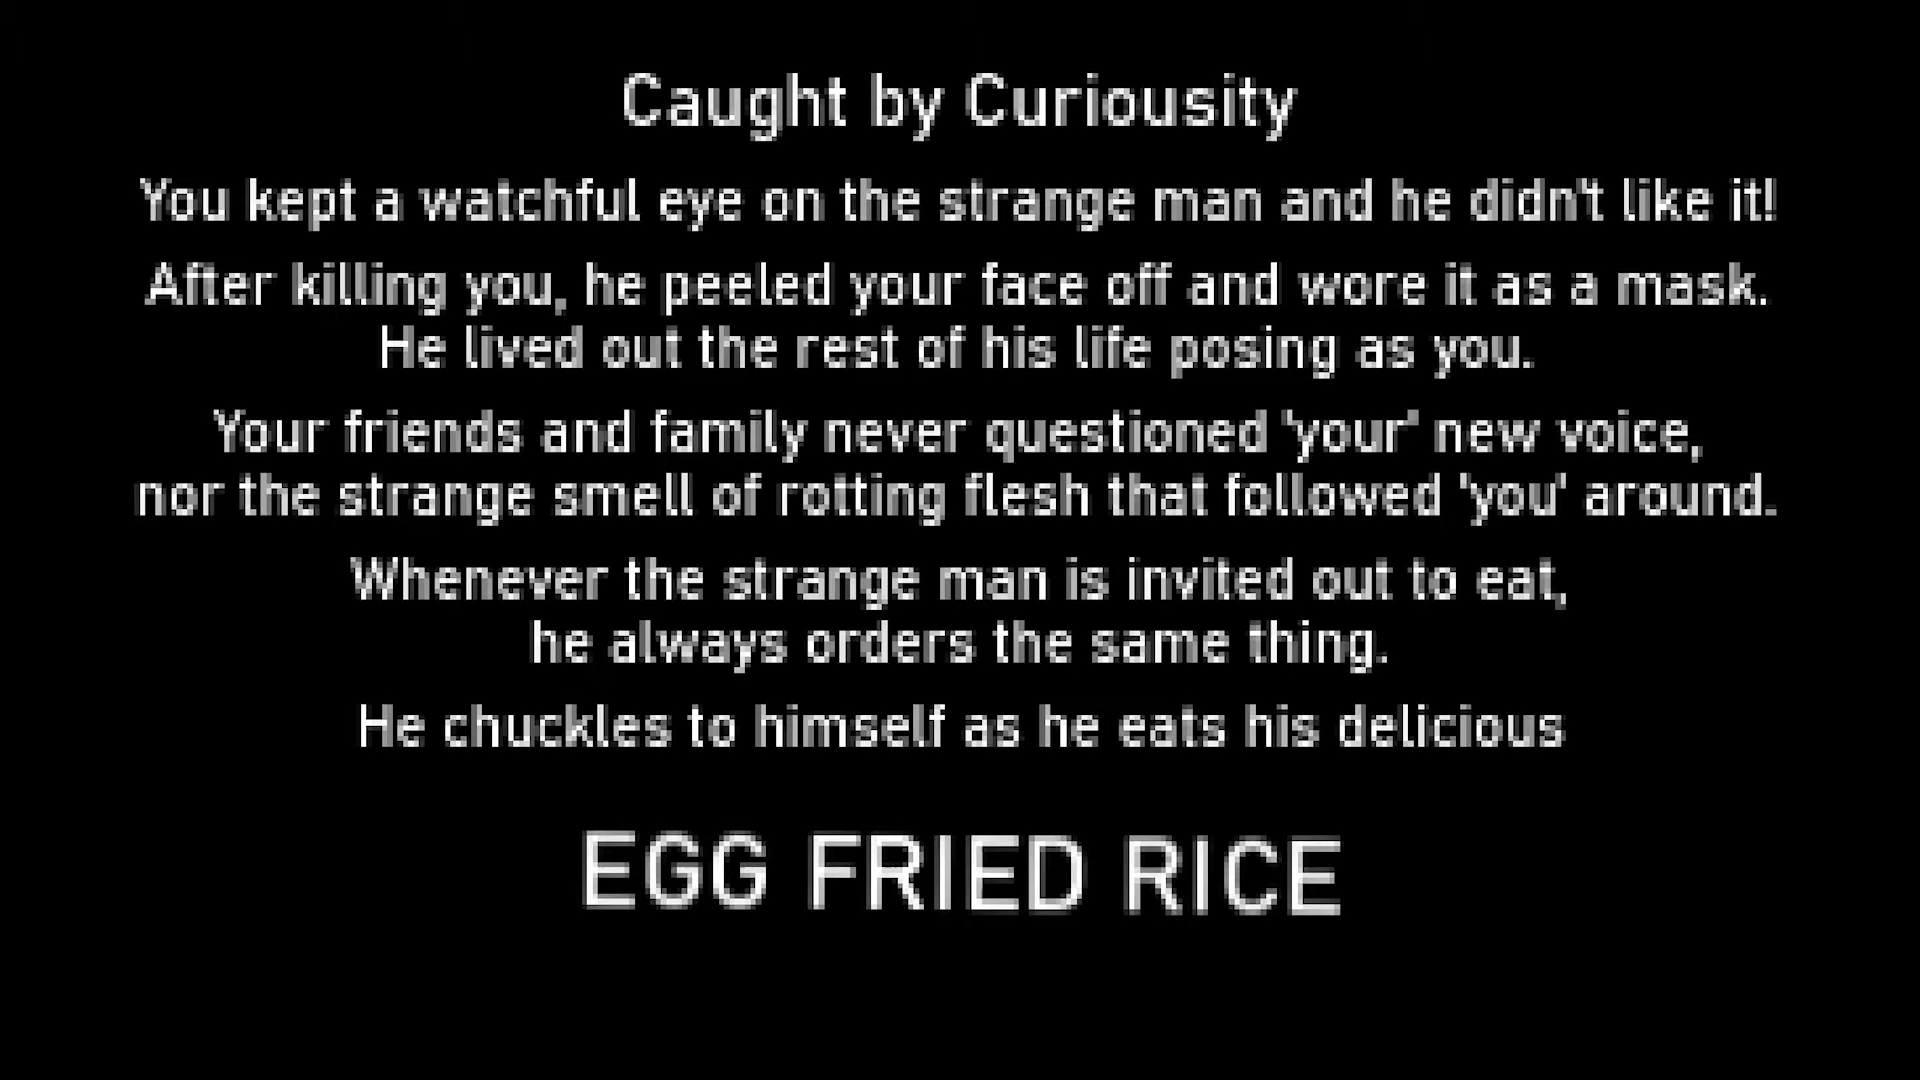 Caught by Curiousity
You kept a watchful eye on the strange man and he didn't like it!
After killing you, he peeled your face off and wore it as a mask.
He lived out the rest of his life posing as you.
Your friends and family never questioned 'your' new voice,
nor the strange smell of rotting flesh that followed 'you' around.
Whenever the strange man is invited out to eat,
he always orders the same thing.
He chuckles to himself as he eats his delicious
EGG FRIED RICE